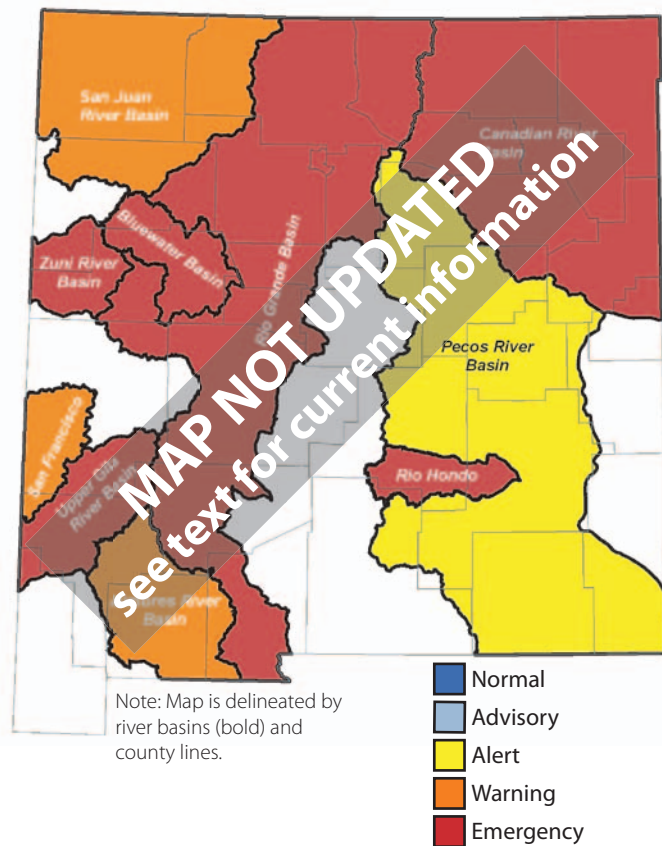 San Juan
River Basin
Canadian River
Basin
Bluewater Basin
Zuni River
Basin
Rio Grande Basin
MAP NOT UPDATED
see text for current information
Pecos River
Basin
San Francisco
Upper Gila
River Basin
Rio Hondo
River
Basin
Note: Map is delineated by
river basins (bold) and
county lines.
Normal
Advisory
Alert
Warning
Emergency